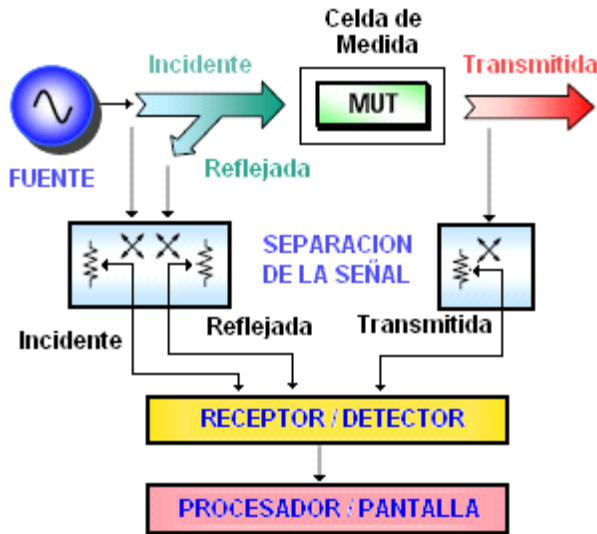 Celda de
Medida
Incidente
Transmitida
MUT
FUENTE
Reflejada
SEPARACION
DE LA SEÑAL
Incidente
Reflejada
Transmitida
RECEPTOR / DETECTOR
PROCESADOR / PANTALLA